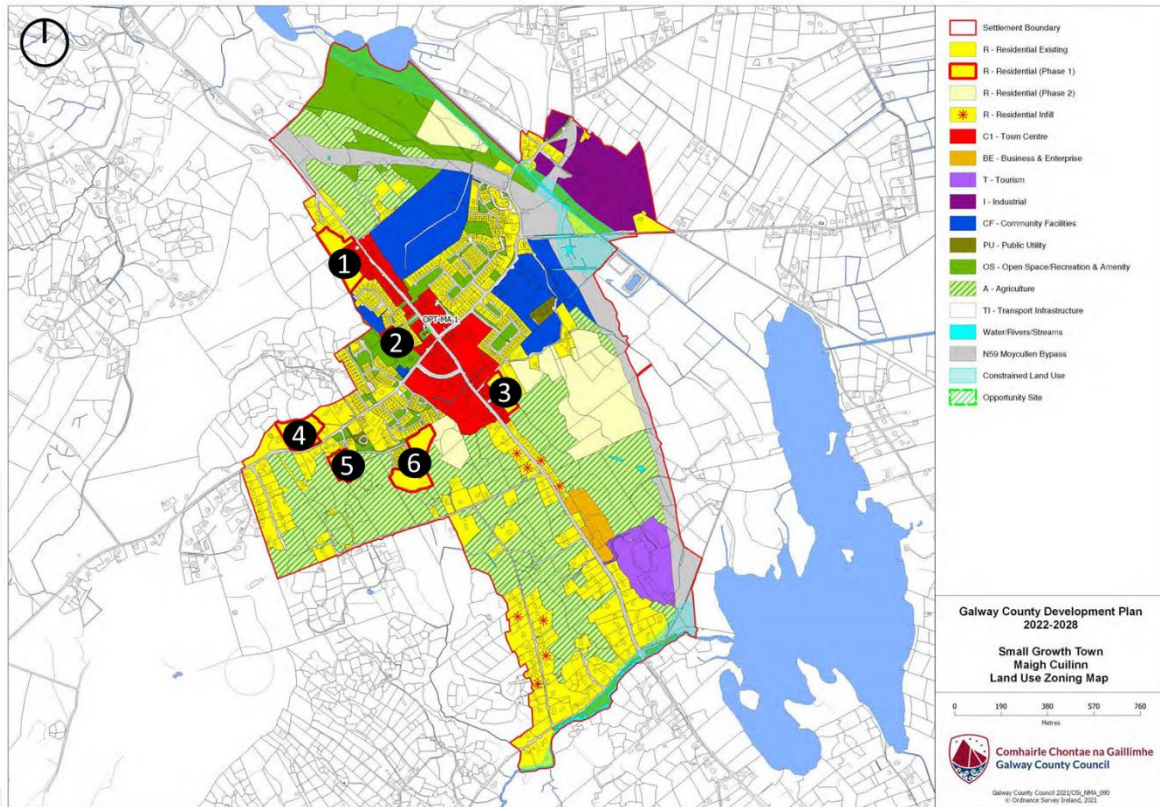 1
2
3
4
5
6
OPT-MA.1
Settlement Boundary
R - Residential Existing
R - Residential (Phase 1)
R - Residential (Phase 2)
R - Residential Infill
C1 - Town Centre
BE - Business & Enterprise
T - Tourism
I - Industrial
CF - Community Facilities
PU - Public Utility
OS - Open Space/Recreation & Amenity
A - Agriculture
TI - Transport Infrastructure
Water/Rivers/Streams
N59 Moycullen Bypass
Constrained Land Use
Opportunity Site
Galway County Development Plan
2022-2028
Small Growth Town
Maigh Cuilinn
Land Use Zoning Map
0 190 380 570 760
Metres
Comhairle Chontae na Gaillimhe
Galway County Council
Galway County Council 2021/OSi_NMA_090
© Ordnance Survey Ireland, 2021